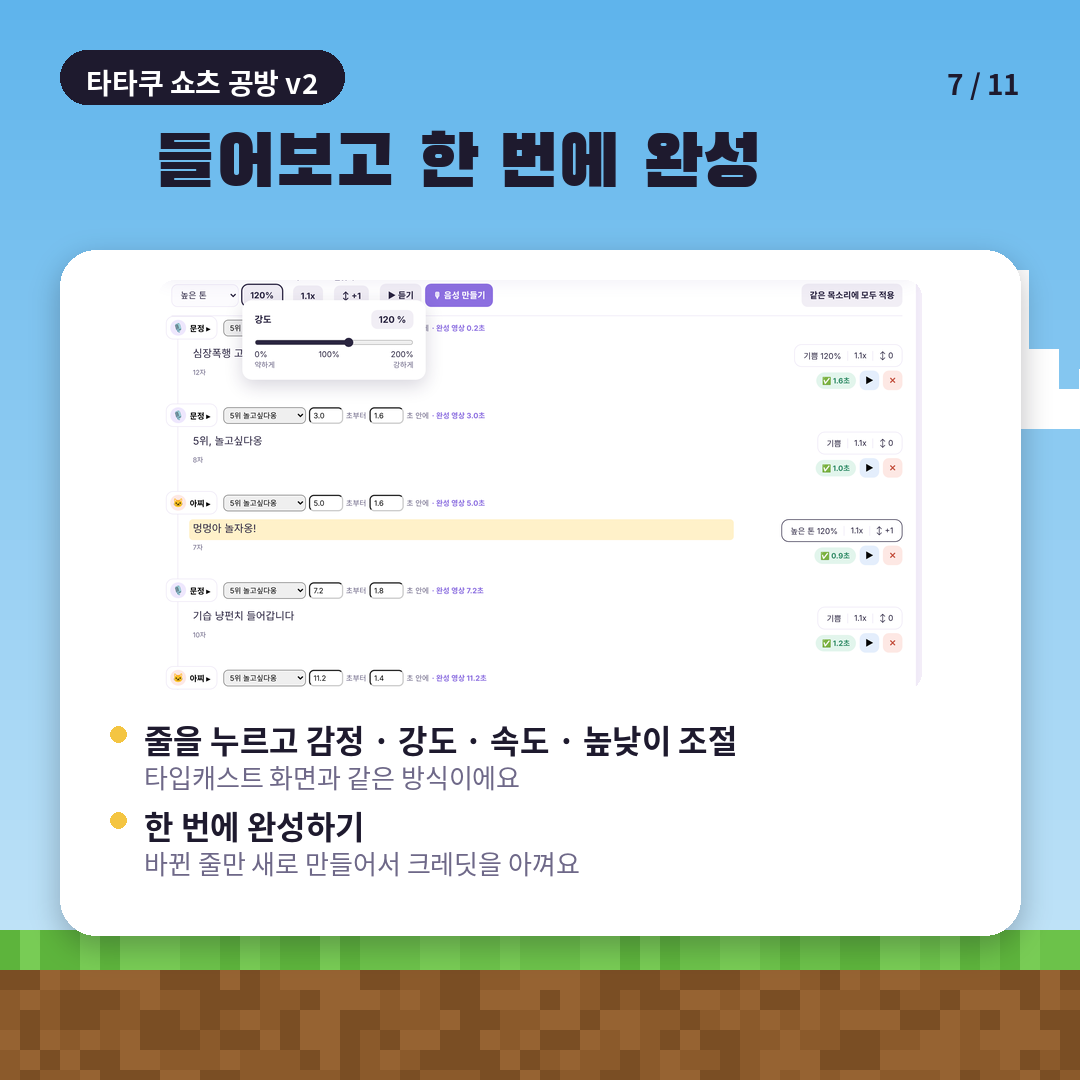 타타쿠 쇼츠 공방 v2
7 / 11
들어보고 한 번에 완성
높은 톤 120% 1.1x ↕ +1 ▶ 듣기 음성 만들기 같은 목소리에 모두 적용
강도 120 %
0% 100% 200%
약하게 강하게
문정 ▸ 5위 · 완성 영상 0.2초
심장폭행 고
기쁨 120% 1.1x ↕ 0
12자
✅ 1.6초 ▶ ✕
문정 ▸ 5위 놀고싶다옹 3.0 초부터 1.6 초 안에 · 완성 영상 3.0초
5위, 놀고싶다옹
기쁨 1.1x ↕ 0
8자
✅ 1.0초 ▶ ✕
아찌 ▸ 5위 놀고싶다옹 5.0 초부터 1.6 초 안에 · 완성 영상 5.0초
멍멍아 놀자옹!
높은 톤 120% 1.1x ↕ +1
7자
✅ 0.9초 ▶ ✕
문정 ▸ 5위 놀고싶다옹 7.2 초부터 1.8 초 안에 · 완성 영상 7.2초
기습 냥펀치 들어갑니다
기쁨 1.1x ↕ 0
10자
✅ 1.2초 ▶ ✕
아찌 ▸ 5위 놀고싶다옹 11.2 초부터 1.4 초 안에 · 완성 영상 11.2초
줄을 누르고 감정 · 강도 · 속도 · 높낮이 조절
타입캐스트 화면과 같은 방식이에요
한 번에 완성하기
바뀐 줄만 새로 만들어서 크레딧을 아껴요